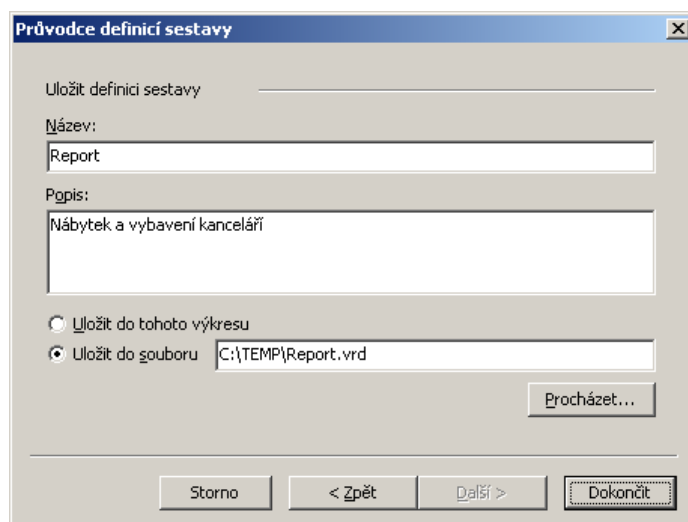 Průvodce definicí sestavy
Uložit definici sestavy
Název:
Report
Popis:
Nábytek a vybavení kanceláří
Uložit do tohoto výkresu
Uložit do souboru C:\TEMP\Report.vrd
Procházet...
Storno < Zpět Další > Dokončit